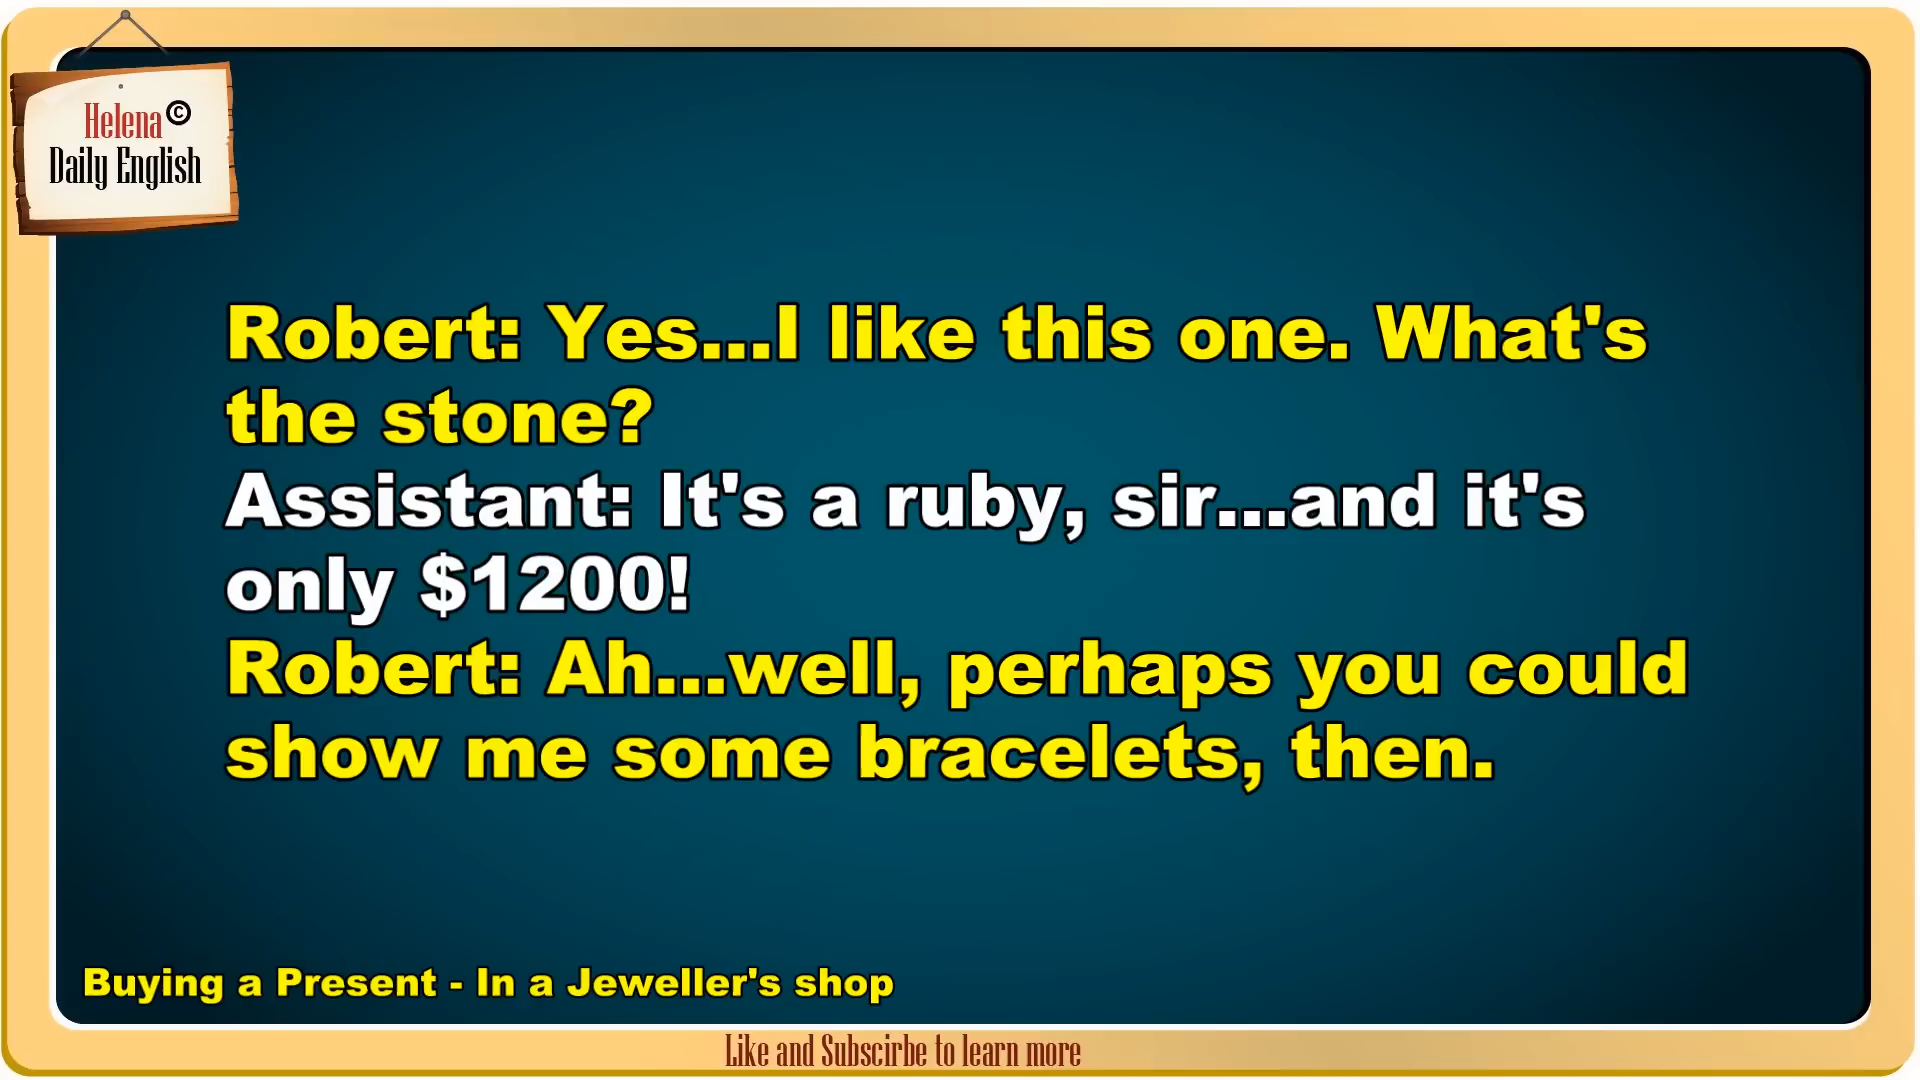 Helena ©
Daily English
Robert: Yes...I like this one. What's
the stone?
Assistant: It's a ruby, sir...and it's
only $1200!
Robert: Ah...well, perhaps you could
show me some bracelets, then.
Buying a Present - In a Jeweller's shop
Like and Subscirbe to learn more